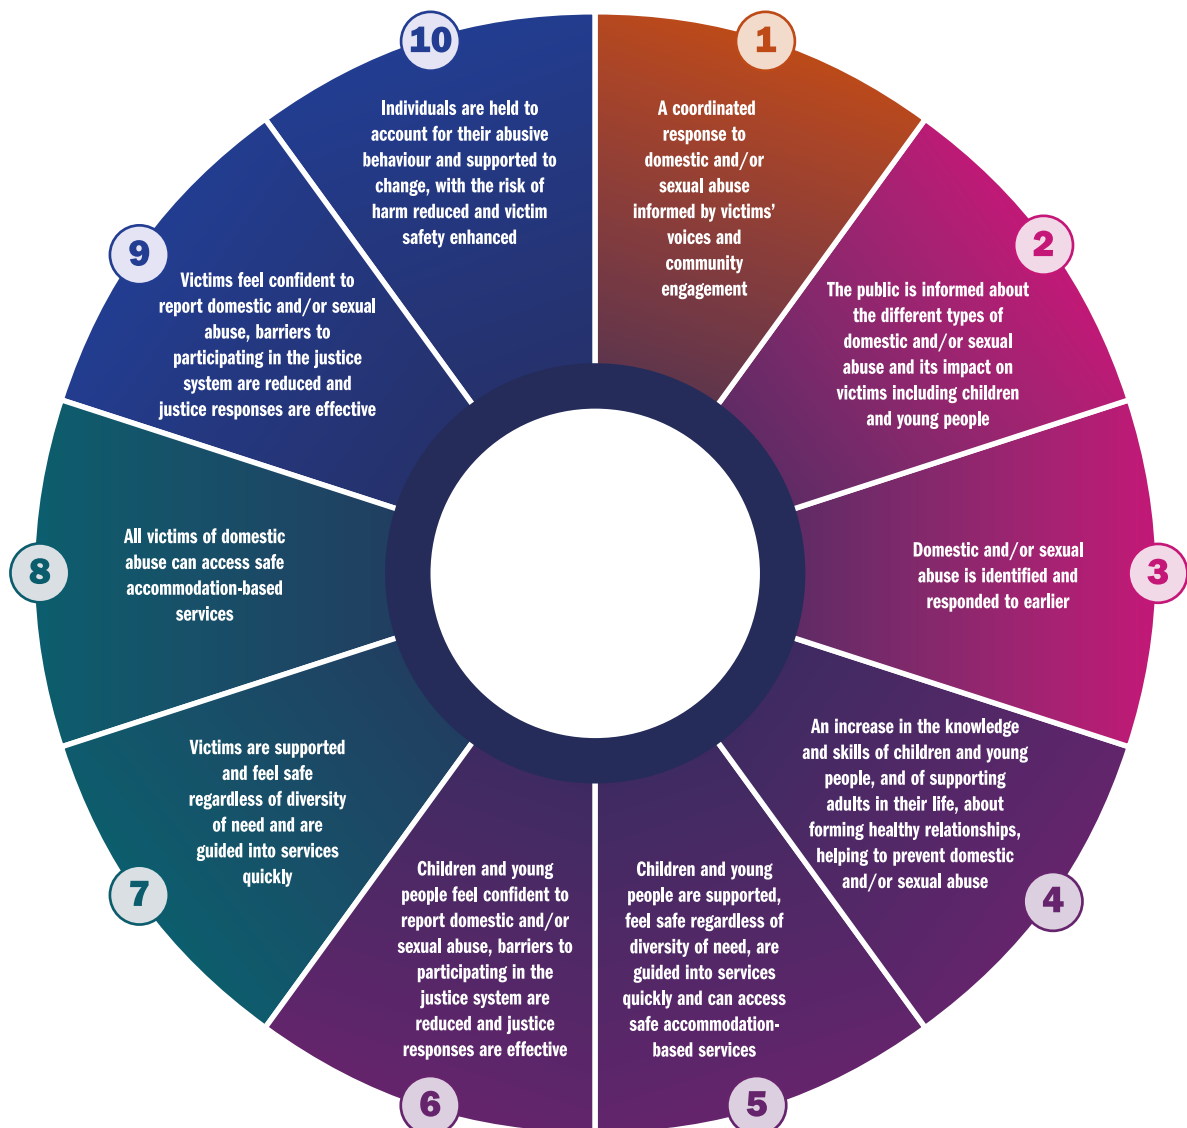 1
A coordinated
response to
domestic and/or
sexual abuse
informed by victims’
voices and
community
engagement
2
The public is informed about
the different types of
domestic and/or sexual
abuse and its impact on
victims including children
and young people
3
Domestic and/or sexual
abuse is identified and
responded to earlier
4
An increase in the knowledge
and skills of children and young
people, and of supporting
adults in their life, about
forming healthy relationships,
helping to prevent domestic
and/or sexual abuse
5
Children and young
people are supported,
feel safe regardless of
diversity of need, are
guided into services
quickly and can access
safe accommodation-
based services
6
Children and young
people feel confident to
report domestic and/or
sexual abuse, barriers to
participating in the
justice system are
reduced and justice
responses are effective
7
Victims are supported
and feel safe
regardless of diversity
of need and are
guided into services
quickly
8
All victims of domestic
abuse can access safe
accommodation-based
services
9
Victims feel confident to
report domestic and/or sexual
abuse, barriers to
participating in the justice
system are reduced and
justice responses are effective
10
Individuals are held to
account for their abusive
behaviour and supported to
change, with the risk of
harm reduced and victim
safety enhanced